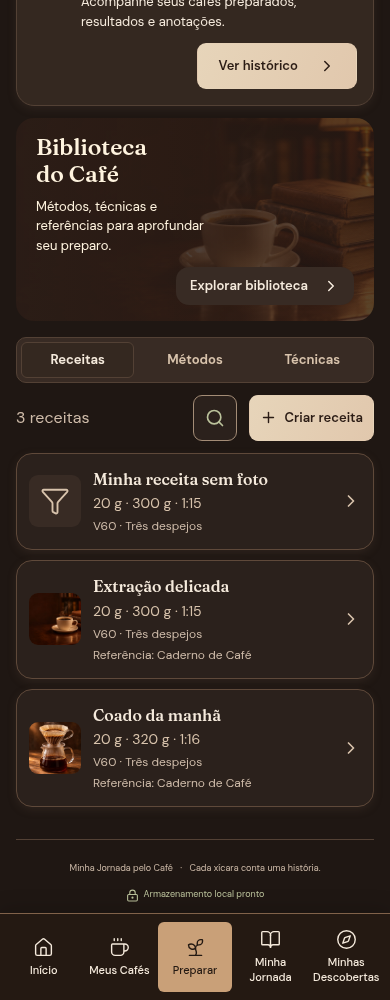 Acompanhe seus cafés preparados,
resultados e anotações.
Ver histórico
Biblioteca
do Café
Métodos, técnicas e
referências para aprofundar
seu preparo.
Explorar biblioteca
Receitas
Métodos
Técnicas
3 receitas
Criar receita
Minha receita sem foto
20 g · 300 g · 1:15
V60 · Três despejos
Extração delicada
20 g · 300 g · 1:15
V60 · Três despejos
Referência: Caderno de Café
Coado da manhã
20 g · 320 g · 1:16
V60 · Três despejos
Referência: Caderno de Café
Minha Jornada pelo Café · Cada xícara conta uma história.
Armazenamento local pronto
Início
Meus Cafés
Preparar
Minha
Jornada
Minhas
Descobertas